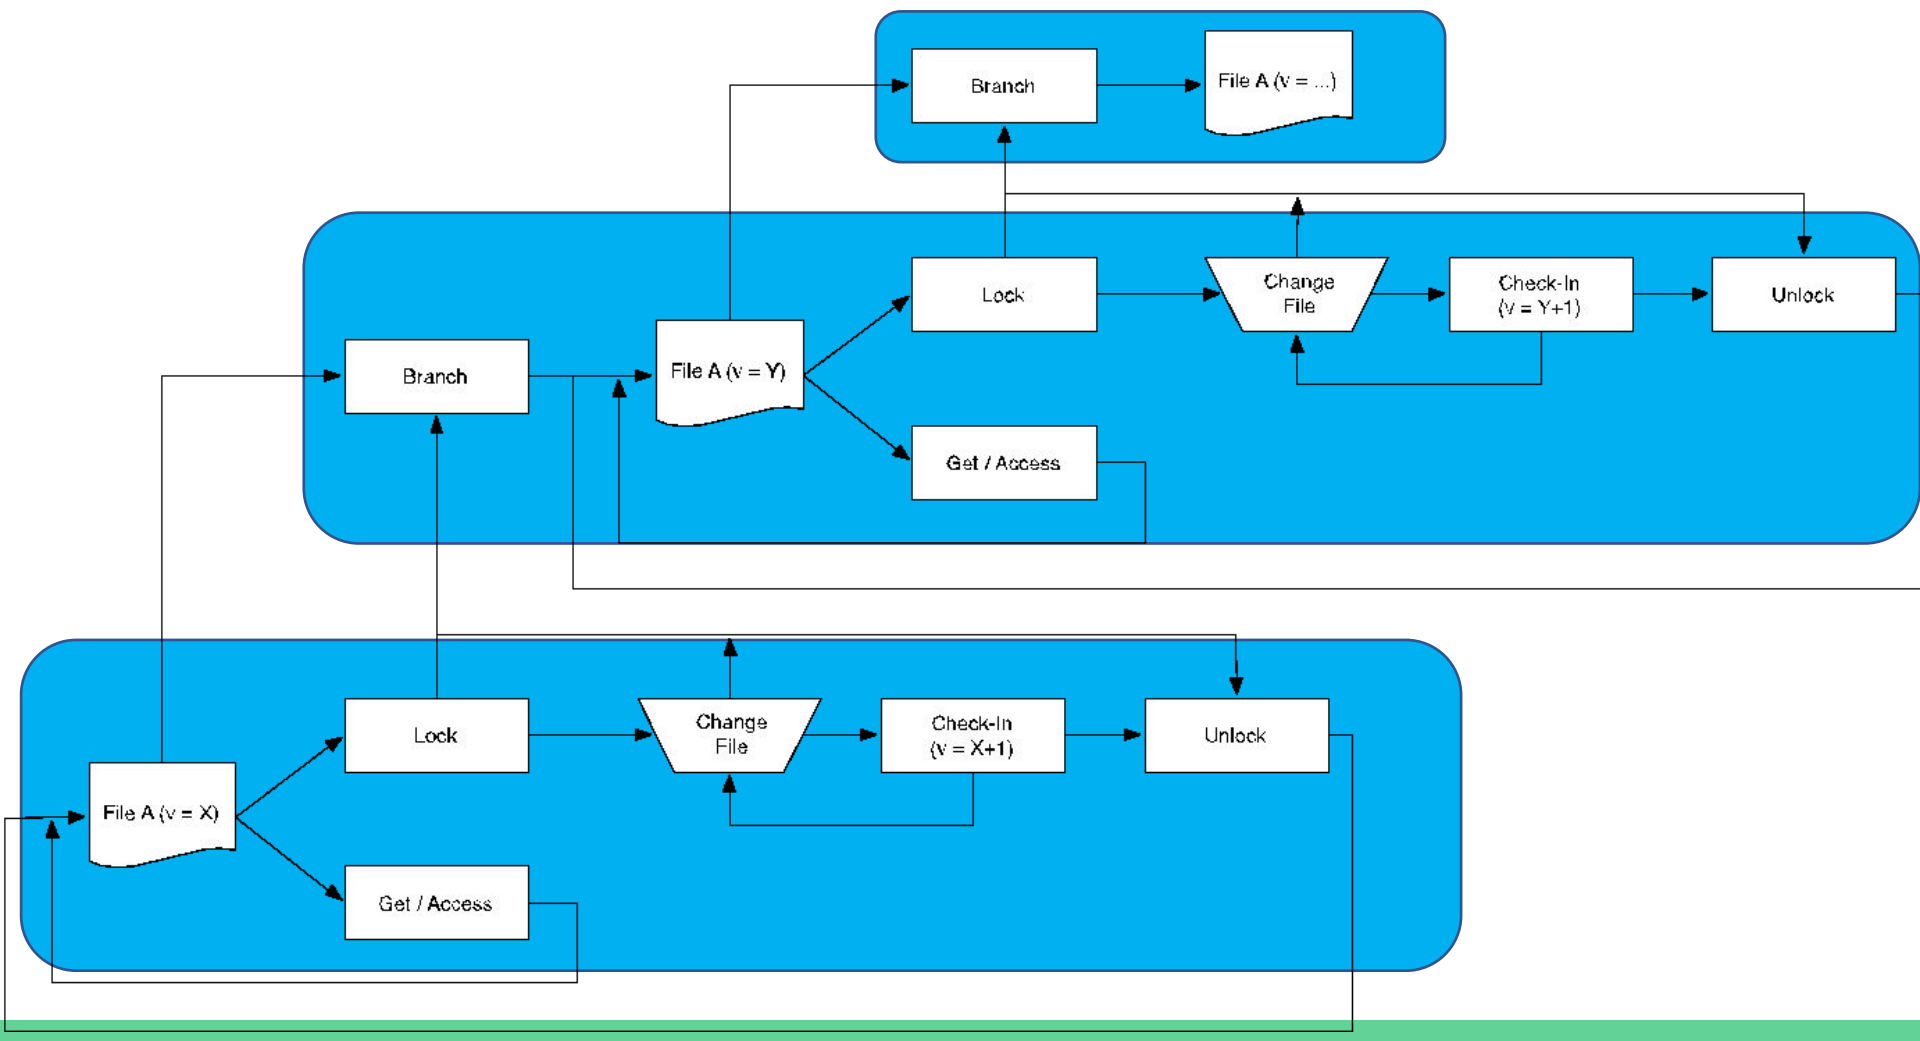 Branch
File A (v = ...)
Lock
Change
File
Check-In
(v = Y+1)
Unlock
Branch
File A (v = Y)
Get / Access
Lock
Change
File
Check-In
(v = X+1)
Unlock
File A (v = X)
Get / Access